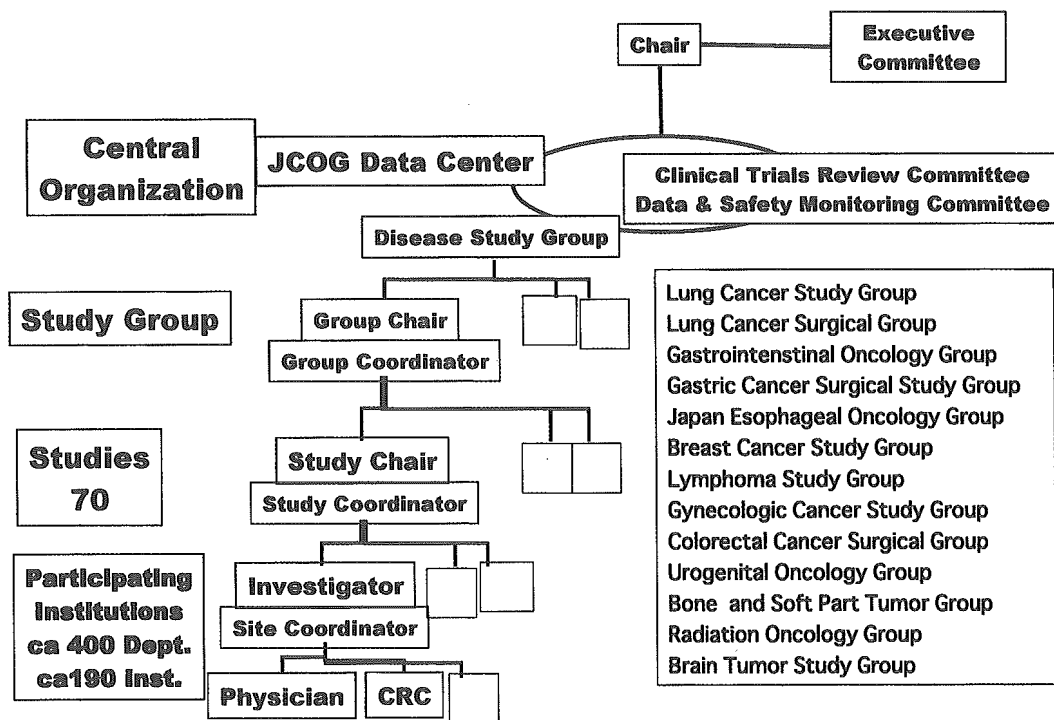 Chair
Executive
Committee
Central
Organization
JCOG Data Center
Clinical Trials Review Committee
Data & Safety Monitoring Committee
Disease Study Group
Study Group
Group Chair
Group Coordinator
Studies
70
Study Chair
Study Coordinator
Participating
Institutions
ca 400 Dept.
ca190 Inst.
Investigator
Site Coordinator
Physician
CRC
Lung Cancer Study Group
Lung Cancer Surgical Group
Gastrointenstinal Oncology Group
Gastric Cancer Surgical Study Group
Japan Esophageal Oncology Group
Breast Cancer Study Group
Lymphoma Study Group
Gynecologic Cancer Study Group
Colorectal Cancer Surgical Group
Urogenital Oncology Group
Bone and Soft Part Tumor Group
Radiation Oncology Group
Brain Tumor Study Group